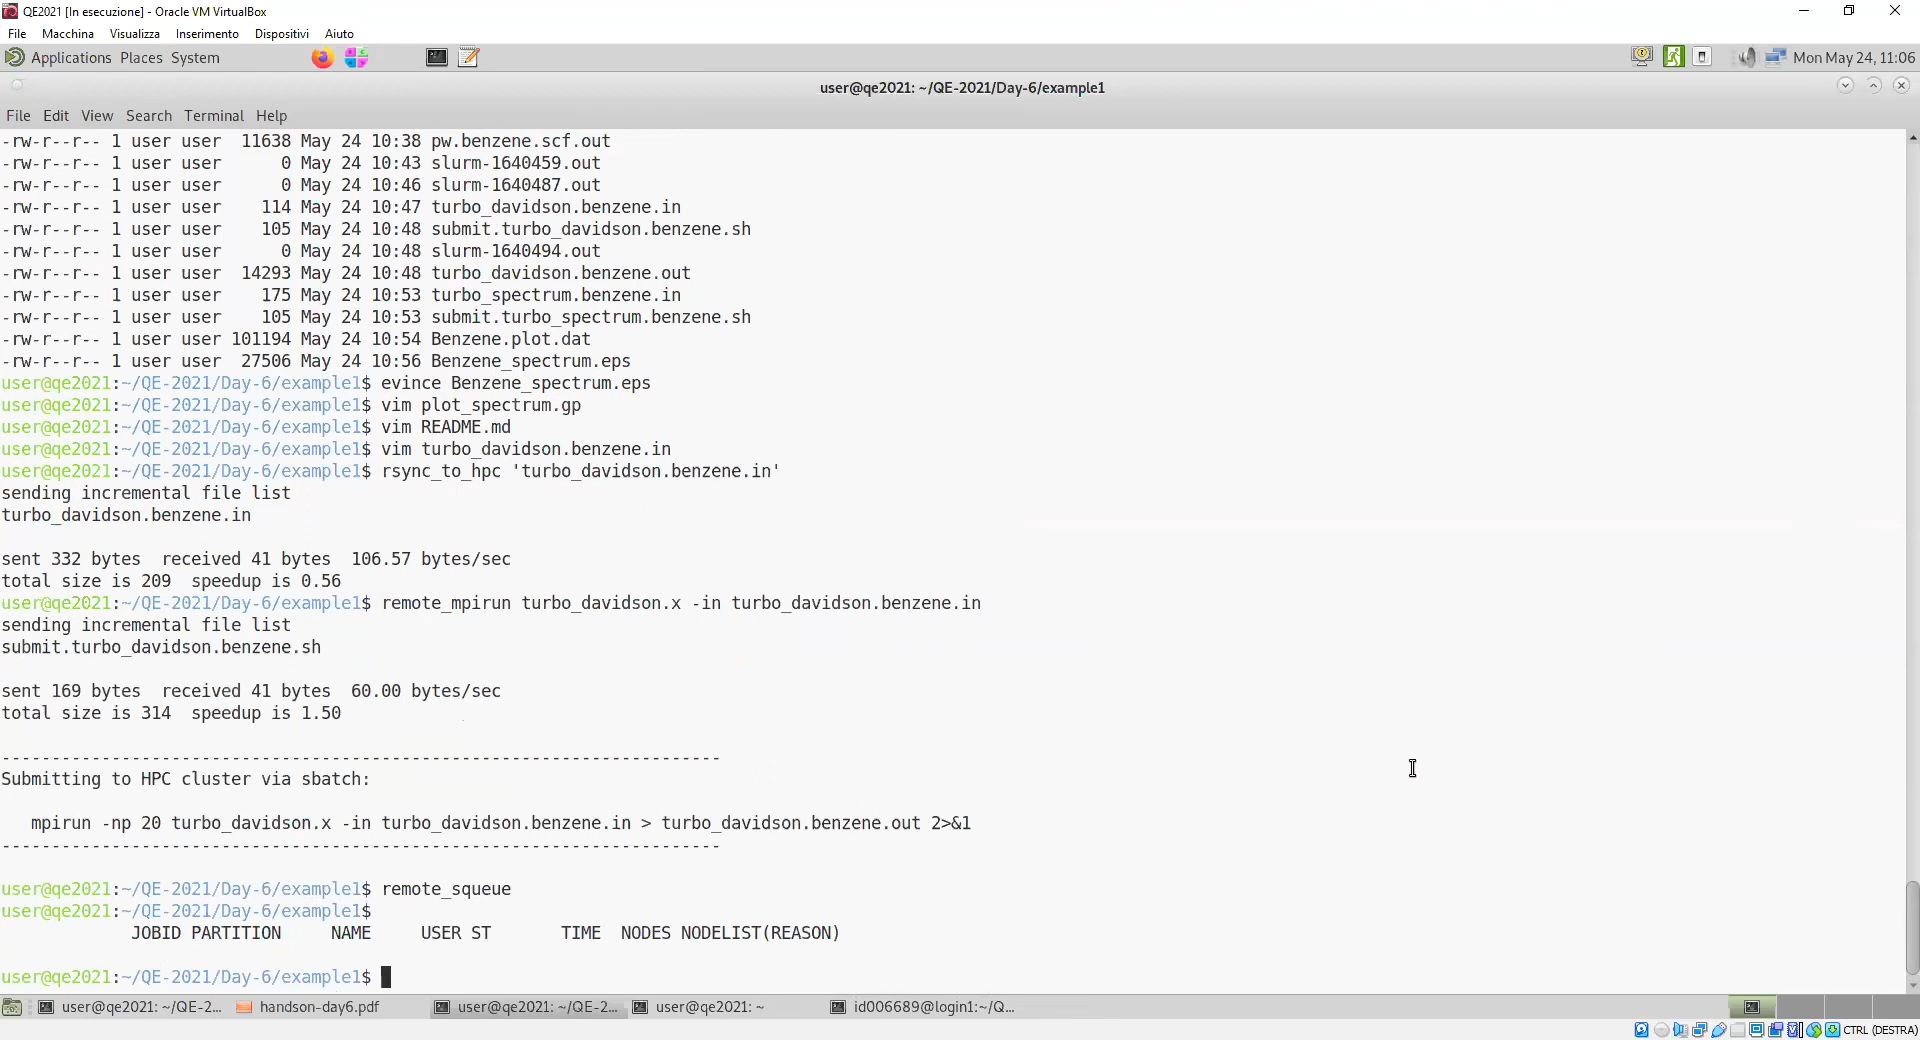 QE2021 [In esecuzione] - Oracle VM VirtualBox
File Macchina Visualizza Inserimento Dispositivi Aiuto
Applications Places System Mon May 24, 11:06
user@qe2021: ~/QE-2021/Day-6/example1
File Edit View Search Terminal Help
-rw-r--r-- 1 user user  11638 May 24 10:38 pw.benzene.scf.out
-rw-r--r-- 1 user user      0 May 24 10:43 slurm-1640459.out
-rw-r--r-- 1 user user      0 May 24 10:46 slurm-1640487.out
-rw-r--r-- 1 user user    114 May 24 10:47 turbo_davidson.benzene.in
-rw-r--r-- 1 user user    105 May 24 10:48 submit.turbo_davidson.benzene.sh
-rw-r--r-- 1 user user      0 May 24 10:48 slurm-1640494.out
-rw-r--r-- 1 user user  14293 May 24 10:48 turbo_davidson.benzene.out
-rw-r--r-- 1 user user    175 May 24 10:53 turbo_spectrum.benzene.in
-rw-r--r-- 1 user user    105 May 24 10:53 submit.turbo_spectrum.benzene.sh
-rw-r--r-- 1 user user 101194 May 24 10:54 Benzene.plot.dat
-rw-r--r-- 1 user user  27506 May 24 10:56 Benzene_spectrum.eps
user@qe2021:~/QE-2021/Day-6/example1$ evince Benzene_spectrum.eps
user@qe2021:~/QE-2021/Day-6/example1$ vim plot_spectrum.gp
user@qe2021:~/QE-2021/Day-6/example1$ vim README.md
user@qe2021:~/QE-2021/Day-6/example1$ vim turbo_davidson.benzene.in
user@qe2021:~/QE-2021/Day-6/example1$ rsync_to_hpc 'turbo_davidson.benzene.in'
sending incremental file list
turbo_davidson.benzene.in
sent 332 bytes  received 41 bytes  106.57 bytes/sec
total size is 209  speedup is 0.56
user@qe2021:~/QE-2021/Day-6/example1$ remote_mpirun turbo_davidson.x -in turbo_davidson.benzene.in
sending incremental file list
submit.turbo_davidson.benzene.sh
sent 169 bytes  received 41 bytes  60.00 bytes/sec
total size is 314  speedup is 1.50
------------------------------------------------------------------------
Submitting to HPC cluster via sbatch:
mpirun -np 20 turbo_davidson.x -in turbo_davidson.benzene.in > turbo_davidson.benzene.out 2>&1
------------------------------------------------------------------------
user@qe2021:~/QE-2021/Day-6/example1$ remote_squeue
user@qe2021:~/QE-2021/Day-6/example1$
JOBID PARTITION     NAME     USER ST       TIME  NODES NODELIST(REASON)
user@qe2021:~/QE-2021/Day-6/example1$
user@qe2021: ~/QE-2... handson-day6.pdf user@qe2021: ~/QE-2... user@qe2021: ~ id006689@login1:~/Q...
CTRL (DESTRA)